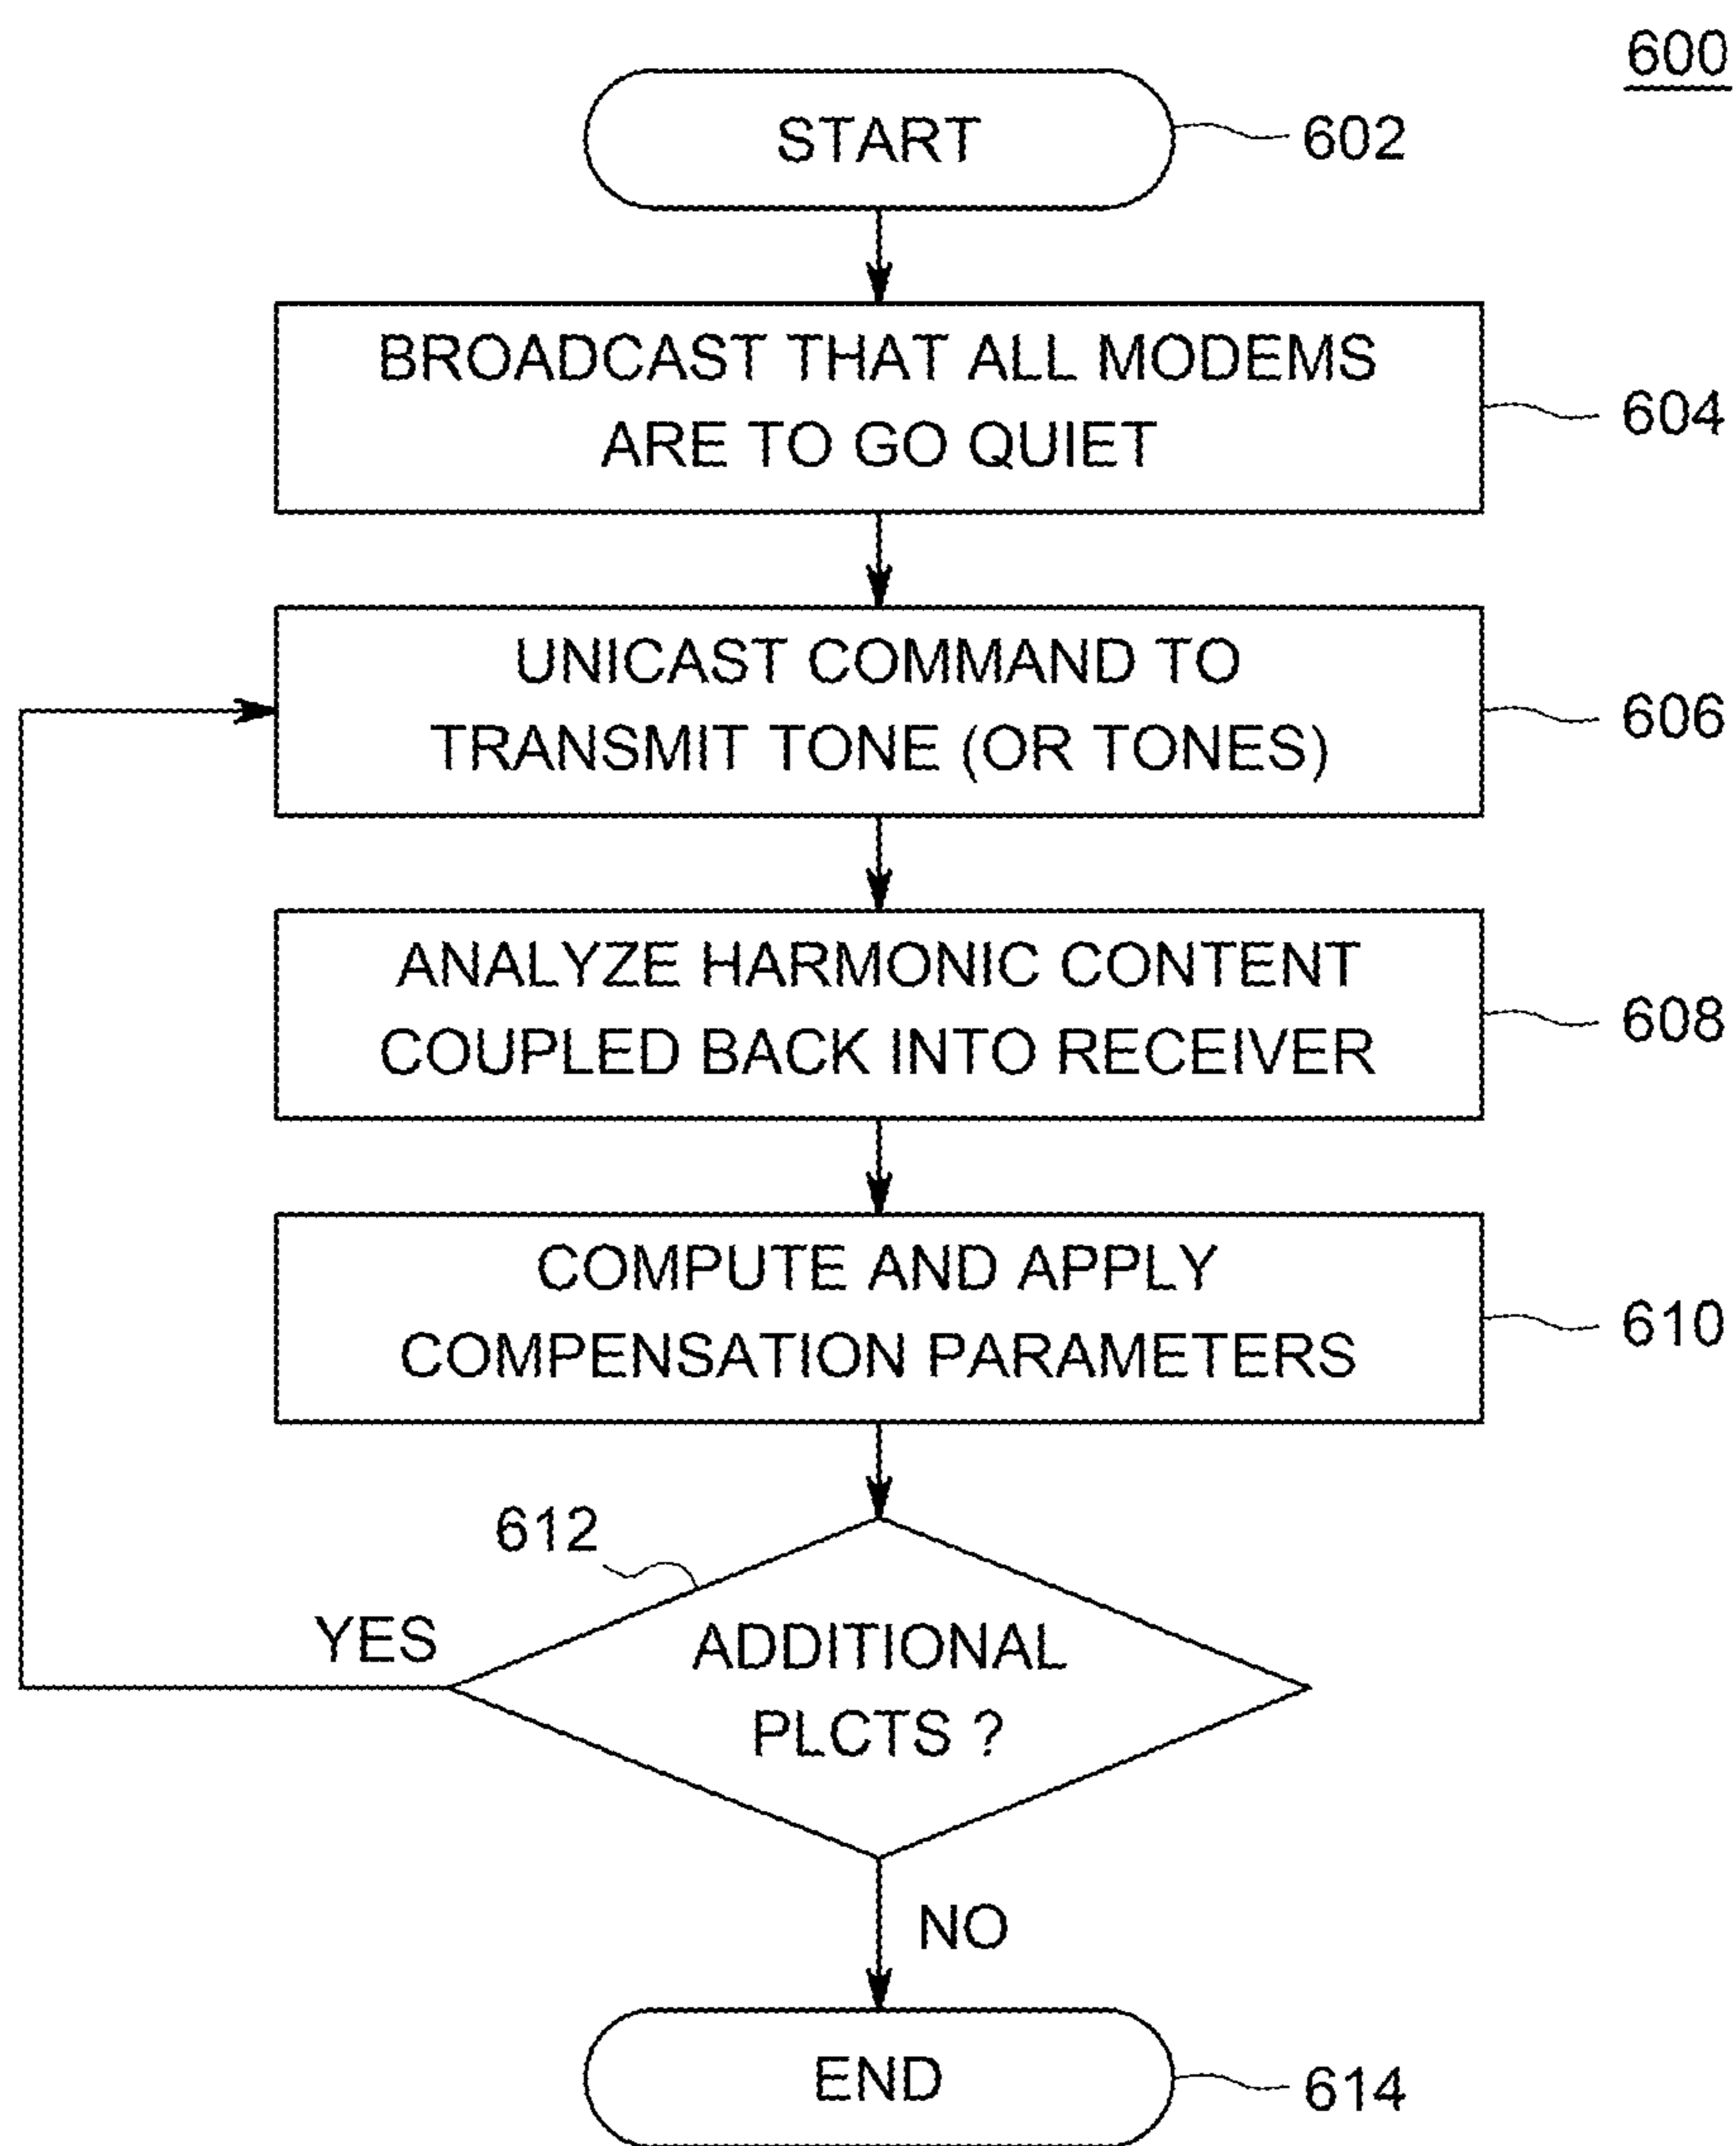 600
START
602
BROADCAST THAT ALL MODEMS
ARE TO GO QUIET
604
UNICAST COMMAND TO
TRANSMIT TONE (OR TONES)
606
ANALYZE HARMONIC CONTENT
COUPLED BACK INTO RECEIVER
608
COMPUTE AND APPLY
COMPENSATION PARAMETERS
610
612
YES
ADDITIONAL
PLCTS ?
NO
END
614